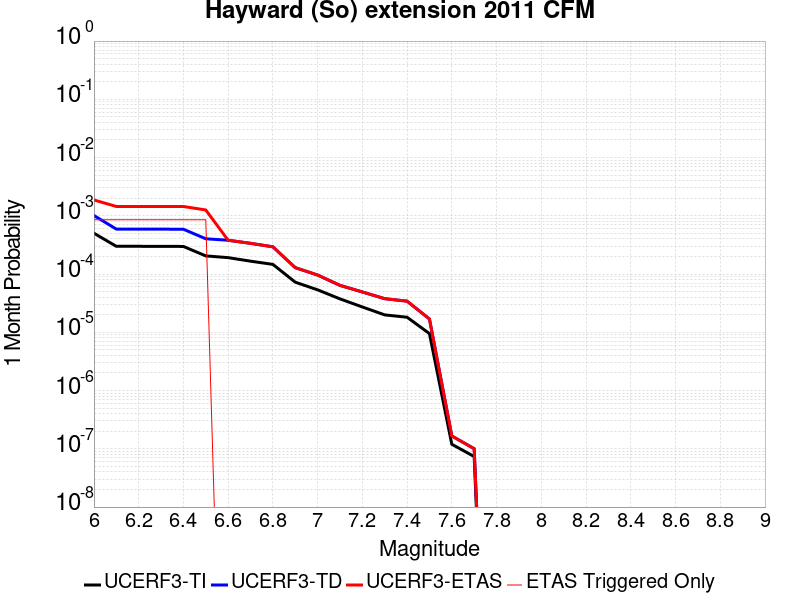 Hayward (So) extension 2011 CFM
10^0
10^-1
10^-2
10^-3
10^-4
10^-5
10^-6
10^-7
10^-8
1 Month Probability
6 6.2 6.4 6.6 6.8 7 7.2 7.4 7.6 7.8 8 8.2 8.4 8.6 8.8 9
Magnitude
UCERF3-TI UCERF3-TD UCERF3-ETAS ETAS Triggered Only